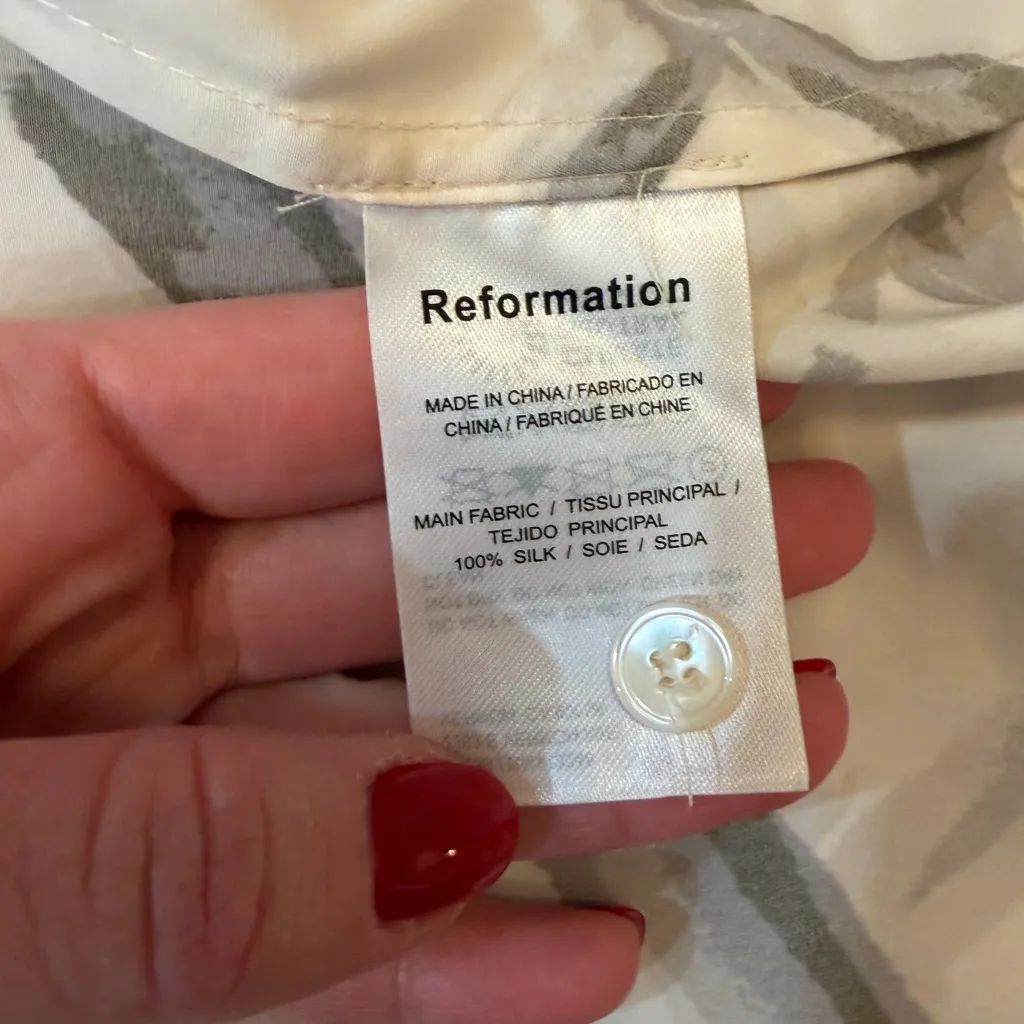 Reformation
MADE IN CHINA / FABRICADO EN
CHINA / FABRIQUÉ EN CHINE
MAIN FABRIC / TISSU PRINCIPAL /
TEJIDO PRINCIPAL
100% SILK / SOIE / SEDA